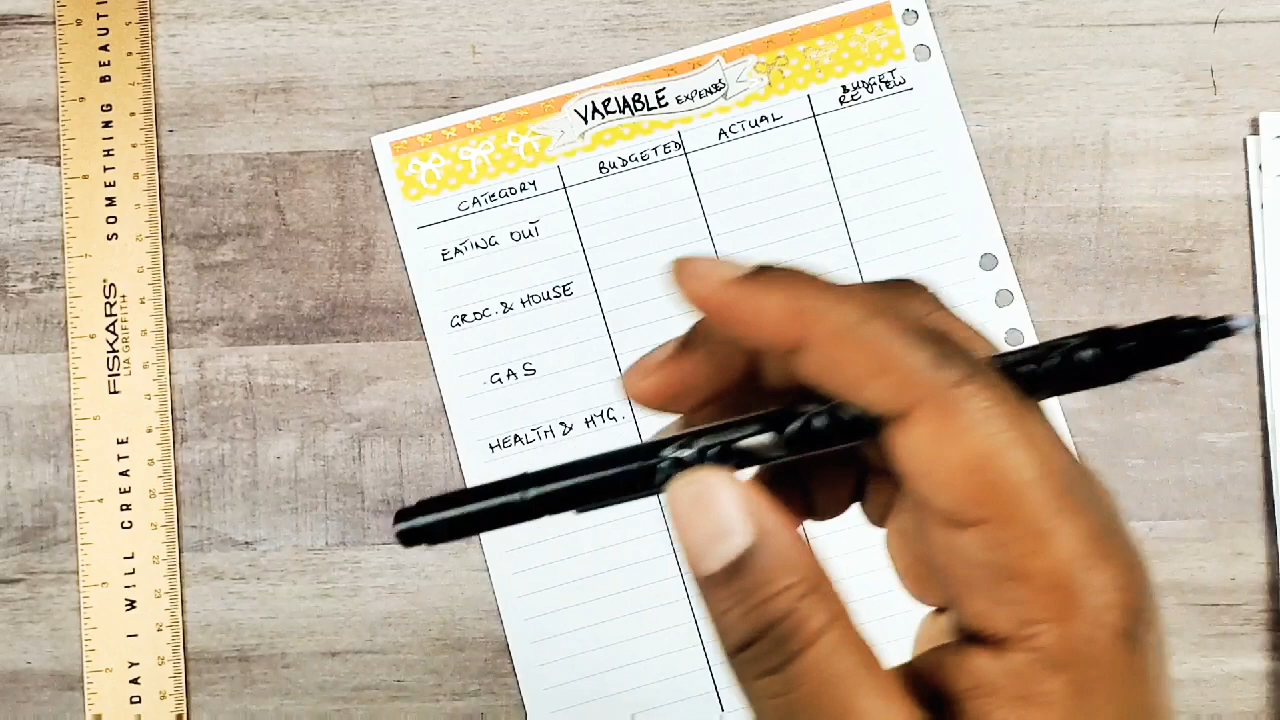 VARIABLE EXPENSES
CATEGORY BUDGETED ACTUAL BUDGET REVIEW
EATING OUT
GROC. & HOUSE
GAS
HEALTH & HYG.
DAY I WILL CREATE SOMETHING BEAUTI
FISKARS®
LIA GRIFFITH